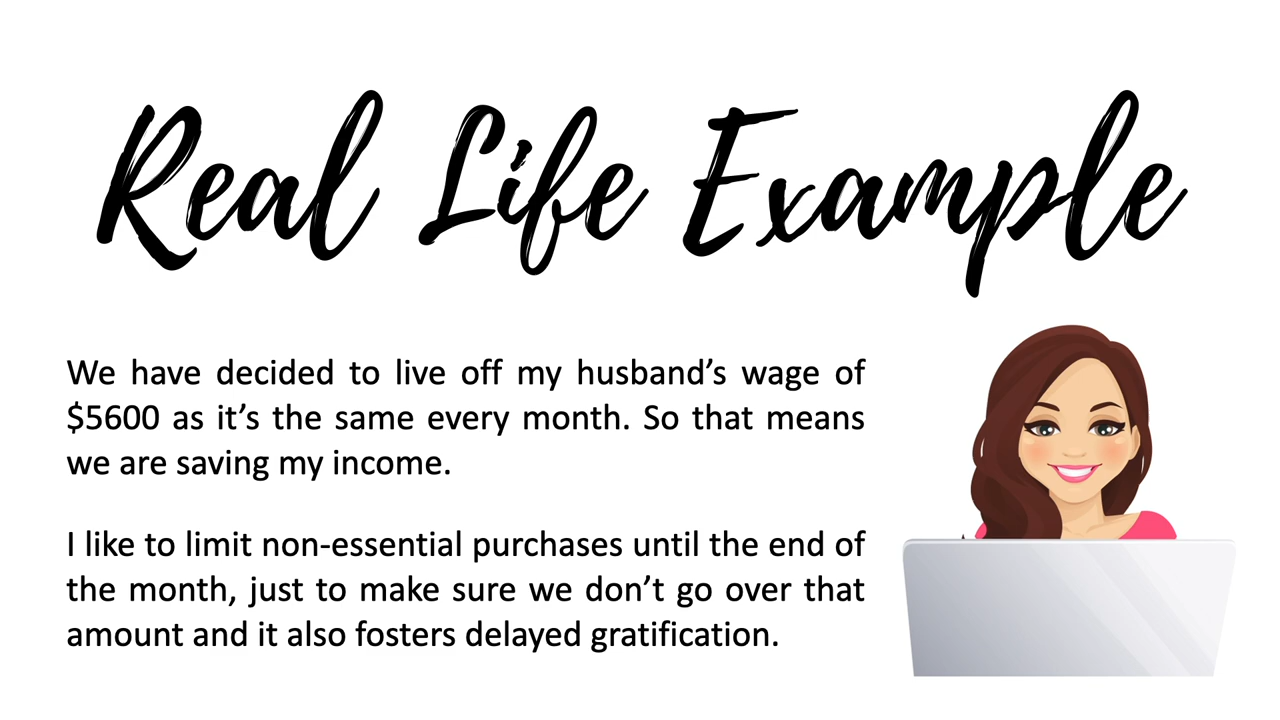 Real Life Example
We have decided to live off my husband’s wage of
$5600 as it’s the same every month. So that means
we are saving my income.
I like to limit non-essential purchases until the end of
the month, just to make sure we don’t go over that
amount and it also fosters delayed gratification.